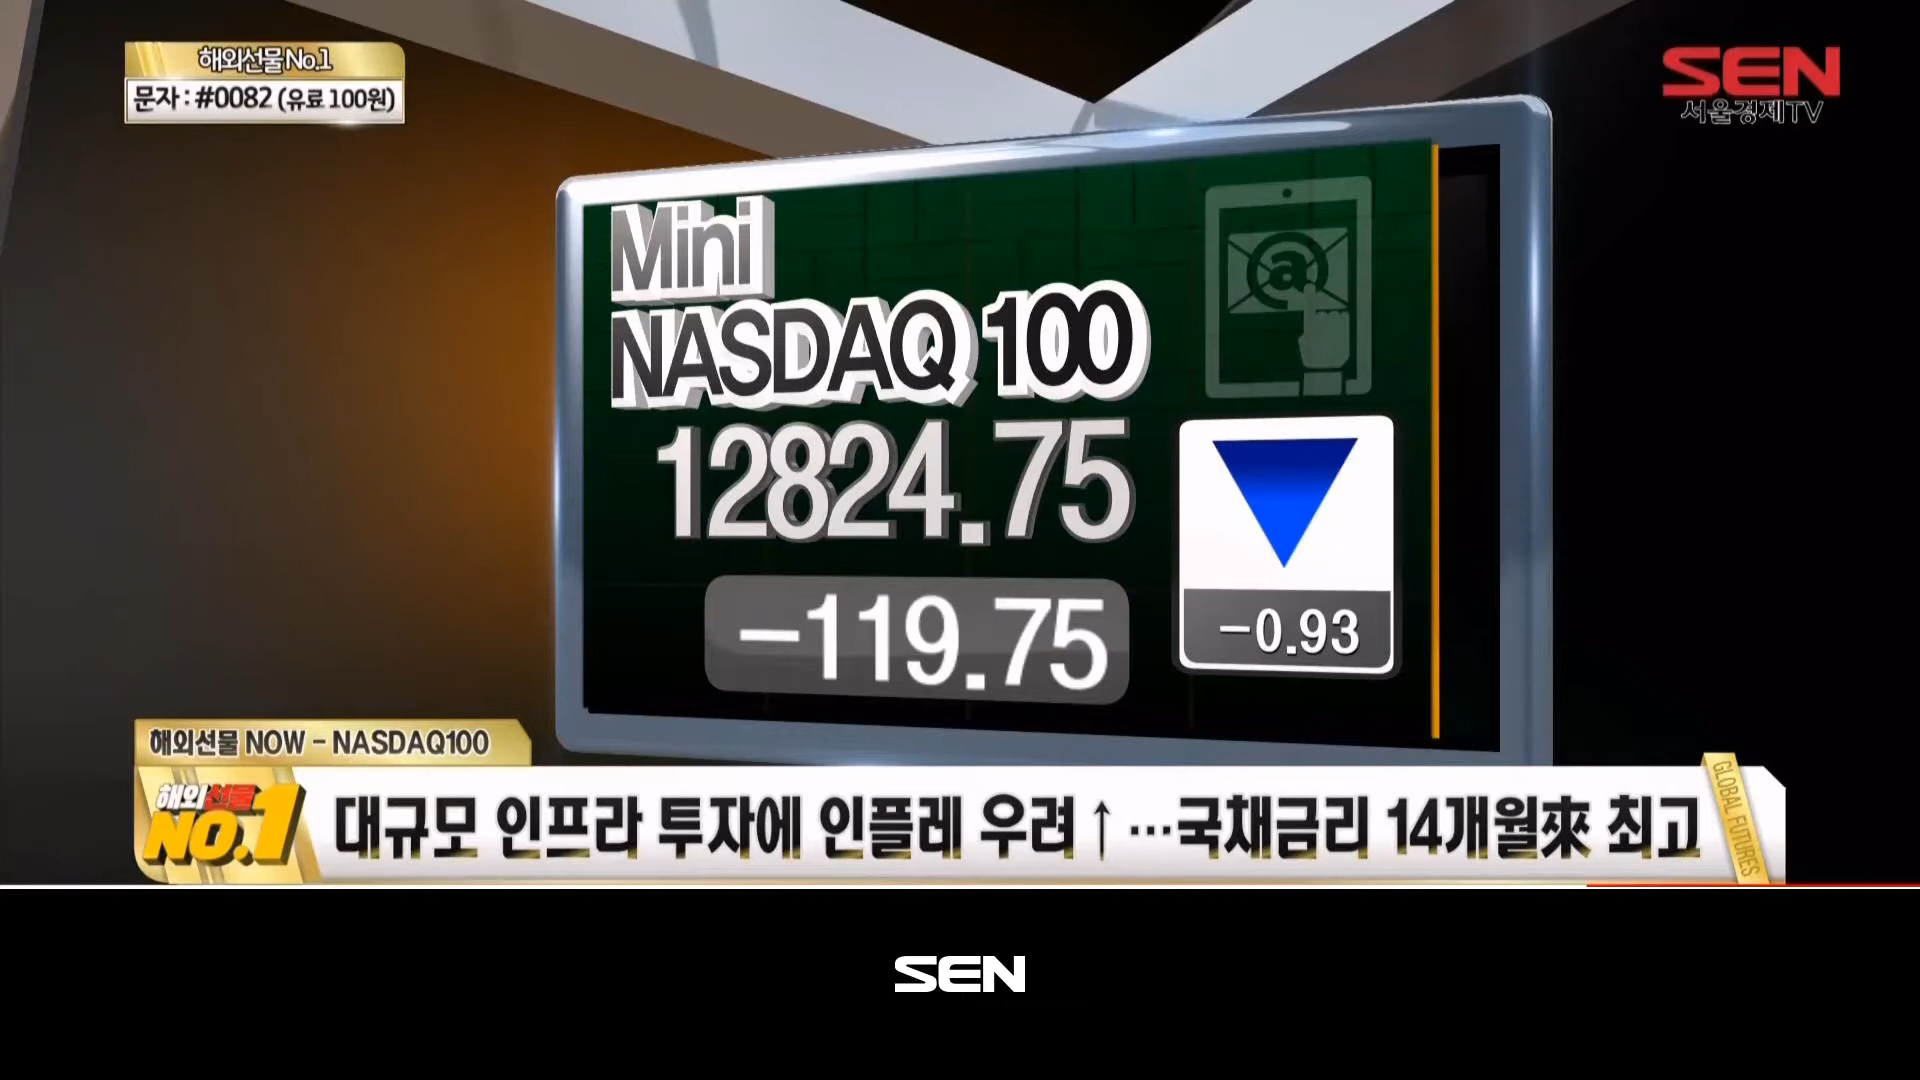 해외선물 No.1
문자 : #0082 (유료 100원)
SEN
서울경제TV
Mini
NASDAQ 100
12824.75
-119.75
-0.93
해외선물 NOW - NASDAQ100
해외선물
NO.1
대규모 인프라 투자에 인플레 우려↑…국채금리 14개월來 최고
GLOBAL FUTURES
SEN